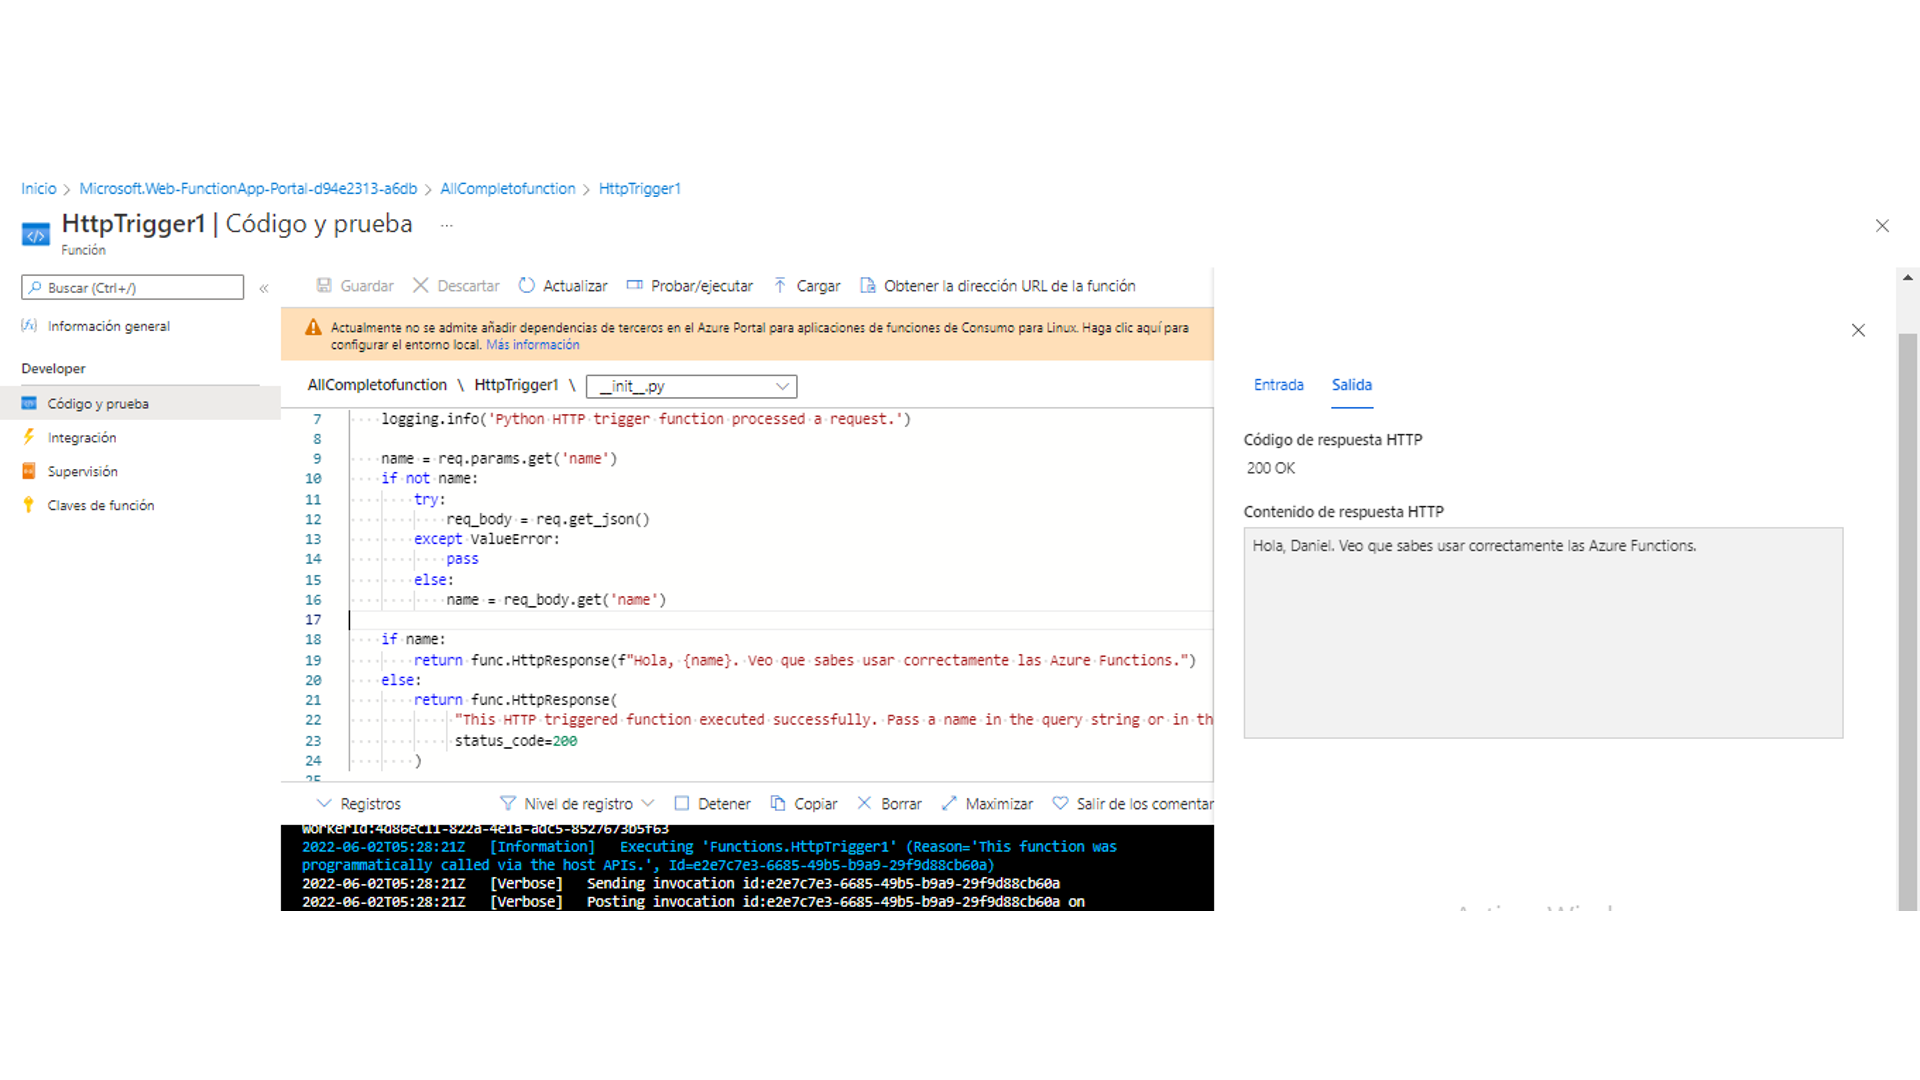 Inicio > Microsoft.Web-FunctionApp-Portal-d94e2313-a6db > AllCompletofunction > HttpTrigger1
HttpTrigger1 | Código y prueba ...
Función
Buscar (Ctrl+/) «
Información general
Developer
Código y prueba
Integración
Supervisión
Claves de función
Guardar Descartar Actualizar Probar/ejecutar Cargar Obtener la dirección URL de la función
Actualmente no se admite añadir dependencias de terceros en el Azure Portal para aplicaciones de funciones de Consumo para Linux. Haga clic aquí para
configurar el entorno local. Más información
AllCompletofunction \ HttpTrigger1 \ __init__.py
7 logging.info('Python HTTP trigger function processed a request.')
8
9 name = req.params.get('name')
10 if not name:
11 try:
12 req_body = req.get_json()
13 except ValueError:
14 pass
15 else:
16 name = req_body.get('name')
17
18 if name:
19 return func.HttpResponse(f"Hola, {name}. Veo que sabes usar correctamente las Azure Functions.")
20 else:
21 return func.HttpResponse(
22 "This HTTP triggered function executed successfully. Pass a name in the query string or in th
23 status_code=200
24 )
25
Registros Nivel de registro Detener Copiar Borrar Maximizar Salir de los comentar
WorkerId:4d86ec11-822a-4e1a-adc5-8527673b5f63
2022-06-02T05:28:21Z [Information] Executing 'Functions.HttpTrigger1' (Reason='This function was
programmatically called via the host APIs.', Id=e2e7c7e3-6685-49b5-b9a9-29f9d88cb60a)
2022-06-02T05:28:21Z [Verbose] Sending invocation id:e2e7c7e3-6685-49b5-b9a9-29f9d88cb60a
2022-06-02T05:28:21Z [Verbose] Posting invocation id:e2e7c7e3-6685-49b5-b9a9-29f9d88cb60a on
Entrada Salida
Código de respuesta HTTP
200 OK
Contenido de respuesta HTTP
Hola, Daniel. Veo que sabes usar correctamente las Azure Functions.